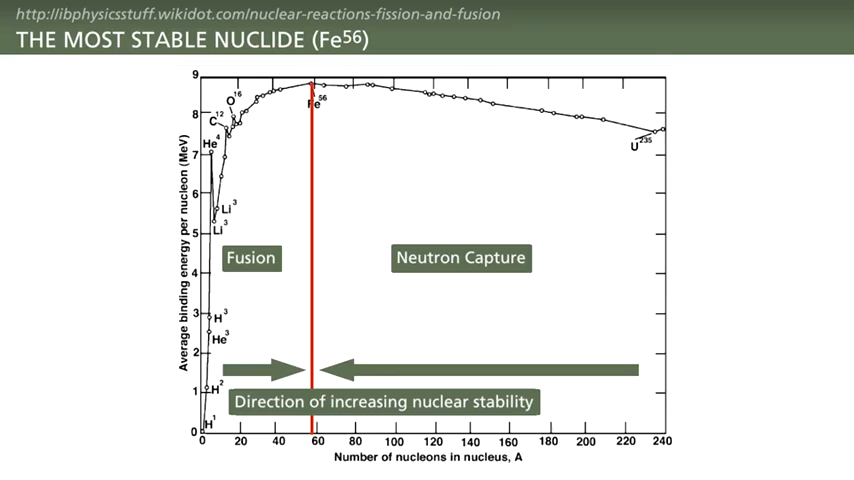 http://ibphysicsstuff.wikidot.com/nuclear-reactions-fission-and-fusion
THE MOST STABLE NUCLIDE (Fe56)
Average binding energy per nucleon (MeV)
9
8
7
6
5
4
3
2
1
0
O16
C12
He4
Li3
Li3
H3
He3
H2
H1
Fe56
U235
Fusion
Neutron Capture
Direction of increasing nuclear stability
0 20 40 60 80 100 120 140 160 180 200 220 240
Number of nucleons in nucleus, A